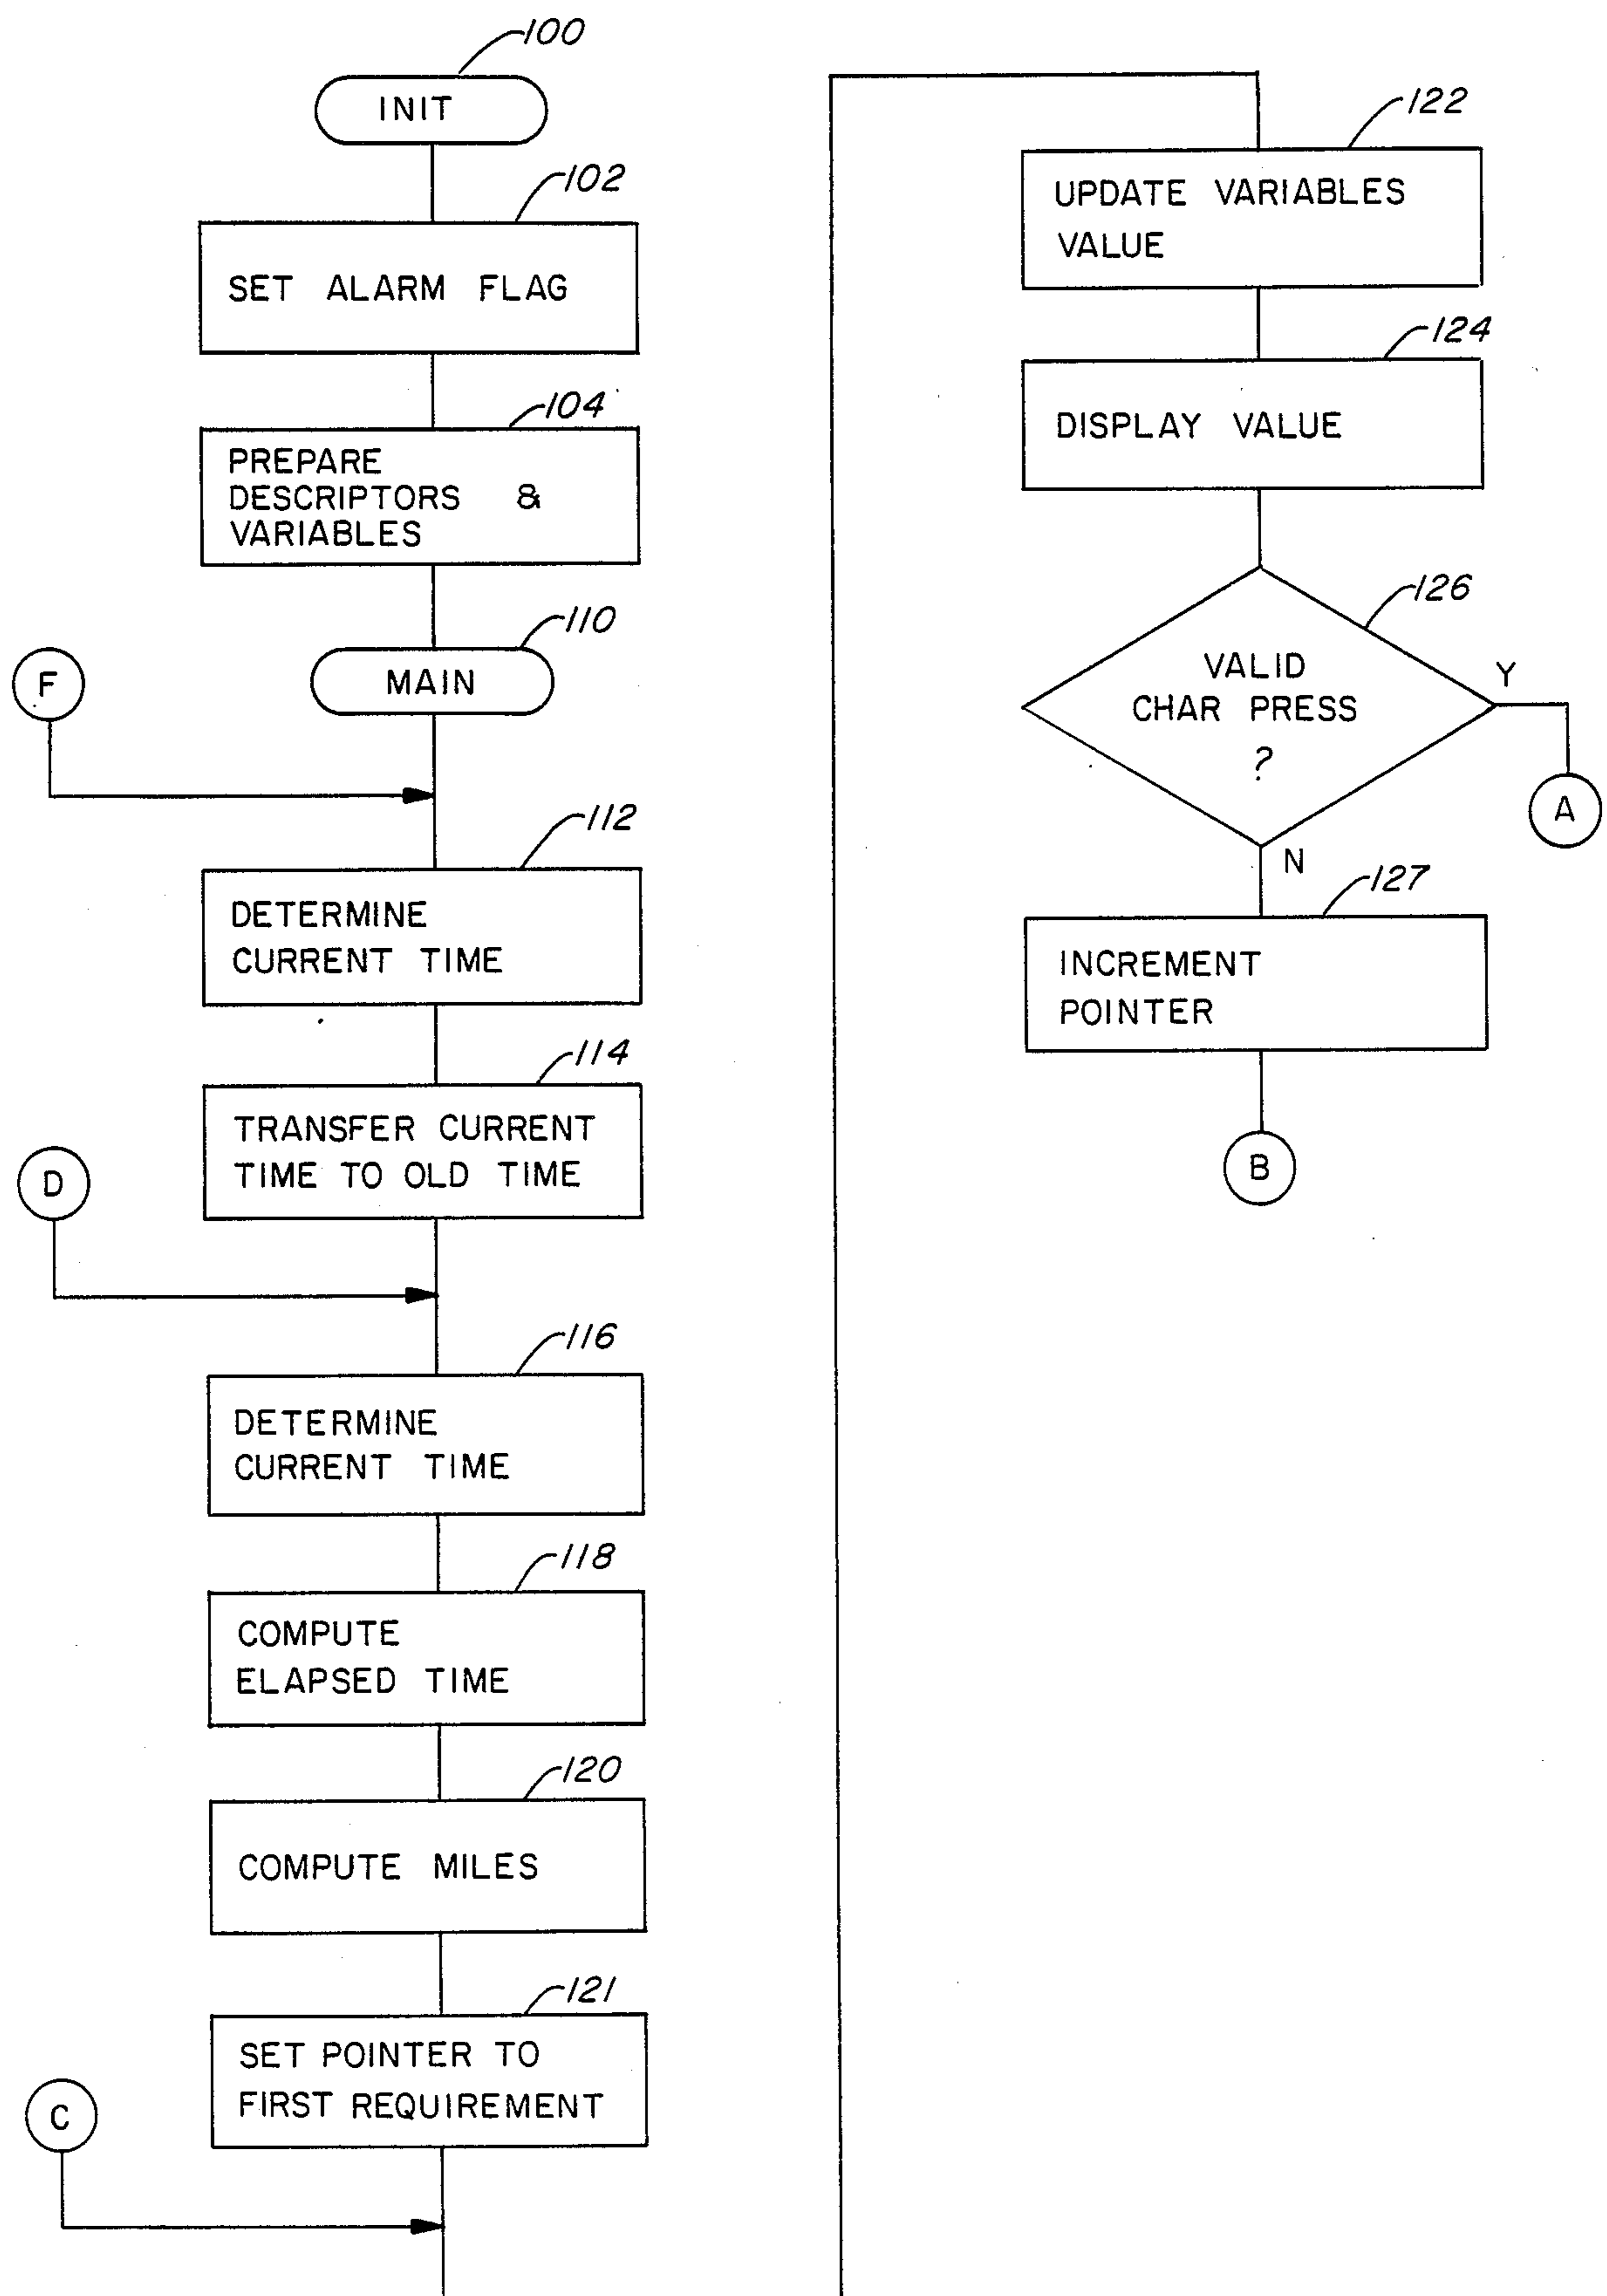 100
INIT
102
SET ALARM FLAG
104
PREPARE
DESCRIPTORS &
VARIABLES
110
F
MAIN
112
DETERMINE
CURRENT TIME
114
TRANSFER CURRENT
TIME TO OLD TIME
D
116
DETERMINE
CURRENT TIME
118
COMPUTE
ELAPSED TIME
120
COMPUTE MILES
121
SET POINTER TO
FIRST REQUIREMENT
C
122
UPDATE VARIABLES
VALUE
124
DISPLAY VALUE
126
VALID
CHAR PRESS
?
Y
A
N
127
INCREMENT
POINTER
B